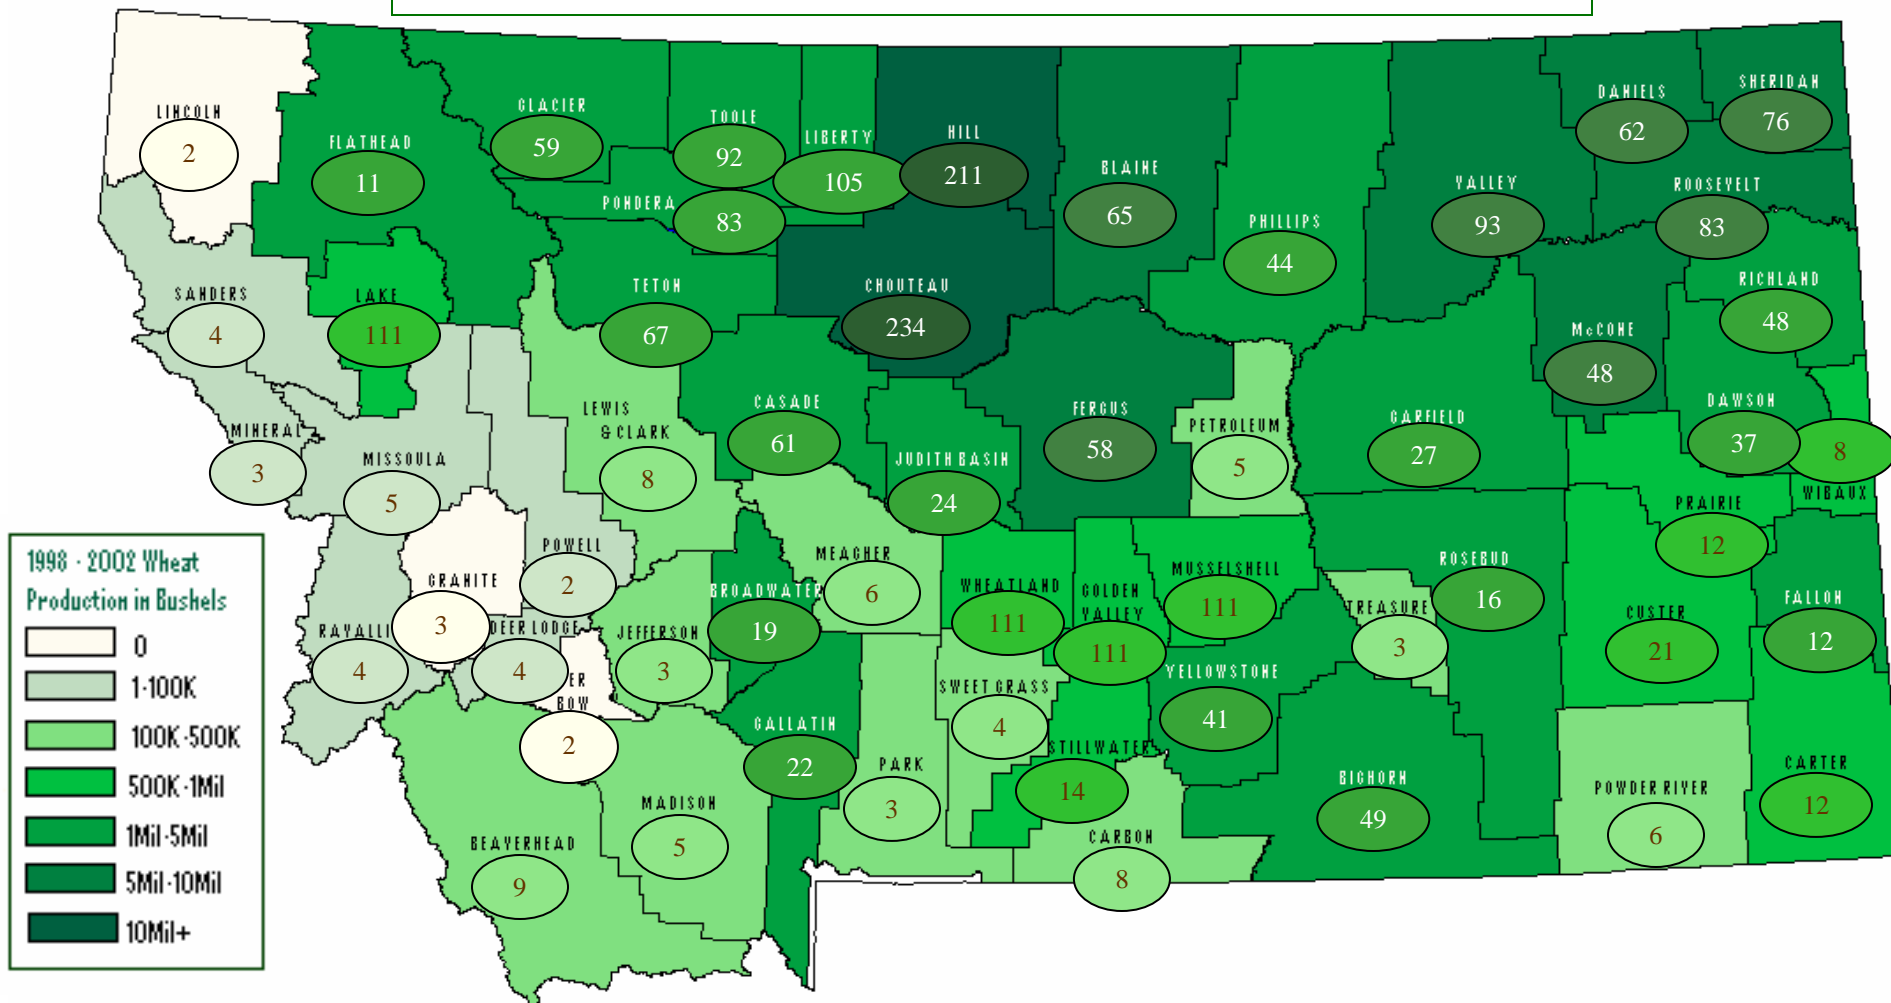 LINCOLN
2
FLATHEAD
11
GLACIER
59
TOOLE
92
LIBERTY
105
HILL
211
BLAINE
65
PHILLIPS
44
VALLEY
93
DANIELS
62
SHERIDAN
76
ROOSEVELT
83
PONDERA
83
SANDERS
4
LAKE
111
TETON
67
CHOUTEAU
234
RICHLAND
48
McCONE
48
MINERAL
3
MISSOULA
5
LEWIS
& CLARK
8
CASADE
61
JUDITH BASIN
24
FERGUS
58
PETROLEUM
5
GARFIELD
27
DAWSON
37
8
WIBAUX
PRAIRIE
12
GRANITE
3
POWELL
2
MEAGHER
6
BROADWATER
19
WHEATLAND
111
GOLDEN
VALLEY
111
MUSSELSHELL
111
TREASURE
3
ROSEBUD
16
CUSTER
21
FALLON
12
RAVALLI
4
DEER LODGE
4
JEFFERSON
3
ER
BOW
2
SWEET GRASS
4
YELLOWSTONE
41
GALLATIN
22
PARK
3
STILLWATER
14
BIGHORN
49
POWDER RIVER
6
CARTER
12
MADISON
5
BEAVERHEAD
9
CARBON
8
1998 - 2002 Wheat
Production in Bushels
0
1-100K
100K-500K
500K-1Mil
1Mil-5Mil
5Mil-10Mil
10Mil+